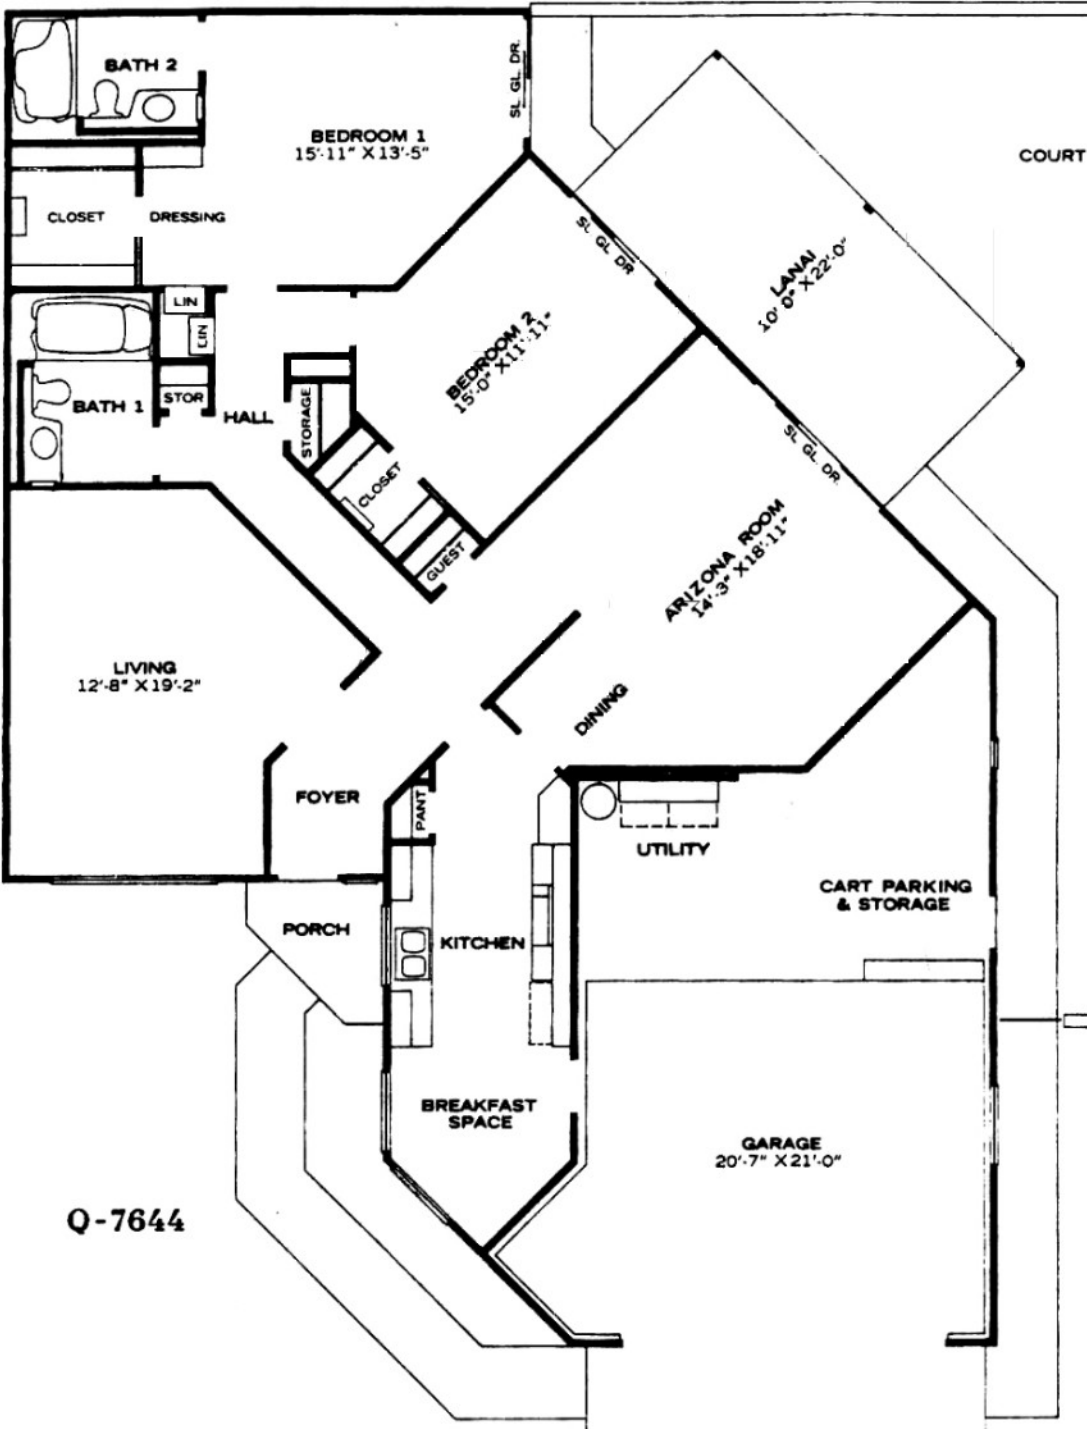 BATH 2
SL. GL. DR.
BEDROOM 1
15'-11" X 13'-5"
COURT
CLOSET
DRESSING
SL. GL. DR
LANAI
10'-0" X 22'-0"
LIN
LIN
BEDROOM 2
15'-0" X 11'-11"
BATH 1
STOR
HALL
STORAGE
CLOSET
SL. GL. DR.
GUEST
ARIZONA ROOM
14'-3" X 18'-11"
LIVING
12'-8" X 19'-2"
DINING
FOYER
PANT
UTILITY
CART PARKING
& STORAGE
PORCH
KITCHEN
BREAKFAST
SPACE
GARAGE
20'-7" X 21'-0"
Q-7644